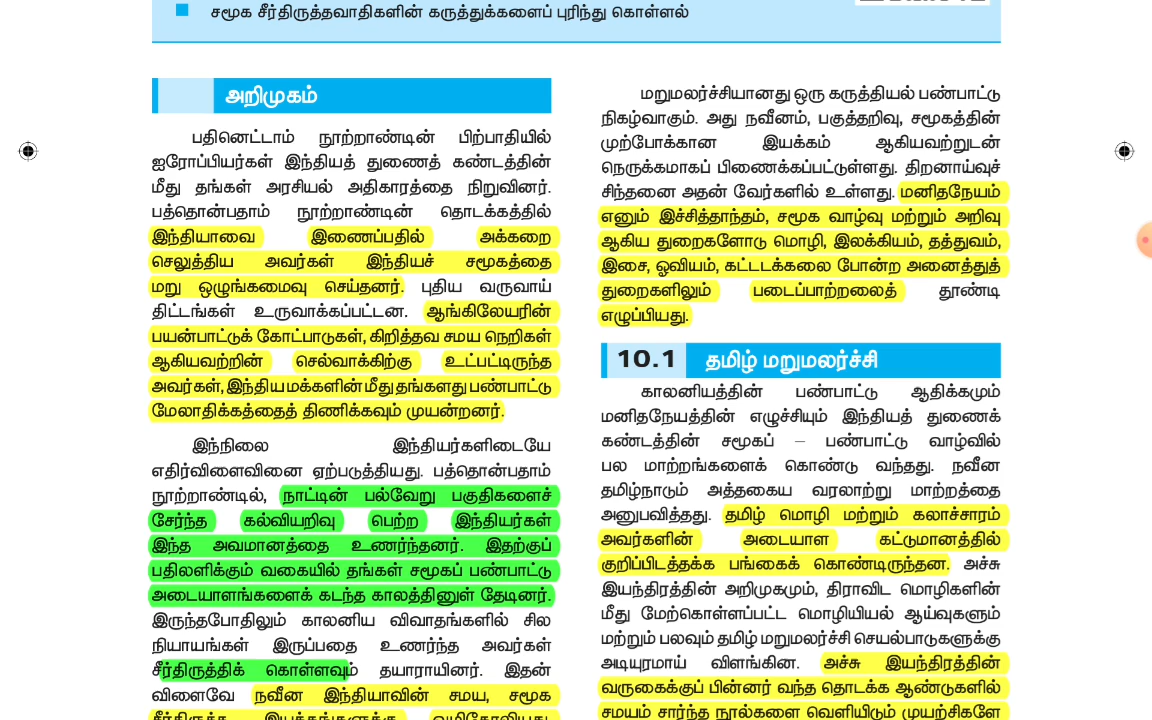 சமூக சீர்திருத்தவாதிகளின் கருத்துக்களைப் புரிந்து கொள்ளல்
அறிமுகம்
பதினெட்டாம் நூற்றாண்டின் பிற்பாதியில்
ஐரோப்பியர்கள் இந்தியத் துணைத் கண்டத்தின்
மீது தங்கள் அரசியல் அதிகாரத்தை நிறுவினர்.
பத்தொன்பதாம் நூற்றாண்டின் தொடக்கத்தில்
இந்தியாவை இணைப்பதில் அக்கறை
செலுத்திய அவர்கள் இந்தியச் சமூகத்தை
மறு ஒழுங்கமைவு செய்தனர். புதிய வருவாய்
திட்டங்கள் உருவாக்கப்பட்டன. ஆங்கிலேயரின்
பயன்பாட்டுக் கோட்பாடுகள், கிறித்தவ சமய நெறிகள்
ஆகியவற்றின் செல்வாக்கிற்கு உட்பட்டிருந்த
அவர்கள், இந்திய மக்களின் மீது தங்களது பண்பாட்டு
மேலாதிக்கத்தைத் திணிக்கவும் முயன்றனர்.
இந்நிலை இந்தியர்களிடையே
எதிர்விளைவினை ஏற்படுத்தியது. பத்தொன்பதாம்
நூற்றாண்டில், நாட்டின் பல்வேறு பகுதிகளைச்
சேர்ந்த கல்வியறிவு பெற்ற இந்தியர்கள்
இந்த அவமானத்தை உணர்ந்தனர். இதற்குப்
பதிலளிக்கும் வகையில் தங்கள் சமூகப் பண்பாட்டு
அடையாளங்களைக் கடந்த காலத்தினுள் தேடினர்.
இருந்தபோதிலும் காலனிய விவாதங்களில் சில
நியாயங்கள் இருப்பதை உணர்ந்த அவர்கள்
சீர்திருத்திக் கொள்ளவும் தயாராயினர். இதன்
விளைவே நவீன இந்தியாவின் சமய, சமூக
சீர்திருத்த இயக்கங்களுக்கு வழிகோலியது.
மறுமலர்ச்சியானது ஒரு கருத்தியல் பண்பாட்டு
நிகழ்வாகும். அது நவீனம், பகுத்தறிவு, சமூகத்தின்
முற்போக்கான இயக்கம் ஆகியவற்றுடன்
நெருக்கமாகப் பிணைக்கப்பட்டுள்ளது. திறனாய்வுச்
சிந்தனை அதன் வேர்களில் உள்ளது. மனிதநேயம்
எனும் இச்சித்தாந்தம், சமூக வாழ்வு மற்றும் அறிவு
ஆகிய துறைகளோடு மொழி, இலக்கியம், தத்துவம்,
இசை, ஓவியம், கட்டடக்கலை போன்ற அனைத்துத்
துறைகளிலும் படைப்பாற்றலைத் தூண்டி
எழுப்பியது.
10.1 தமிழ் மறுமலர்ச்சி
காலனியத்தின் பண்பாட்டு ஆதிக்கமும்
மனிதநேயத்தின் எழுச்சியும் இந்தியத் துணைக்
கண்டத்தின் சமூகப் – பண்பாட்டு வாழ்வில்
பல மாற்றங்களைக் கொண்டு வந்தது. நவீன
தமிழ்நாடும் அத்தகைய வரலாற்று மாற்றத்தை
அனுபவித்தது. தமிழ் மொழி மற்றும் கலாச்சாரம்
அவர்களின் அடையாள கட்டுமானத்தில்
குறிப்பிடத்தக்க பங்கைக் கொண்டிருந்தன. அச்சு
இயந்திரத்தின் அறிமுகமும், திராவிட மொழிகளின்
மீது மேற்கொள்ளப்பட்ட மொழியியல் ஆய்வுகளும்
மற்றும் பலவும் தமிழ் மறுமலர்ச்சி செயல்பாடுகளுக்கு
அடியுரமாய் விளங்கின. அச்சு இயந்திரத்தின்
வருகைக்குப் பின்னர் வந்த தொடக்க ஆண்டுகளில்
சமயம் சார்ந்த நூல்களை வெளியிடும் முயற்சிகளே